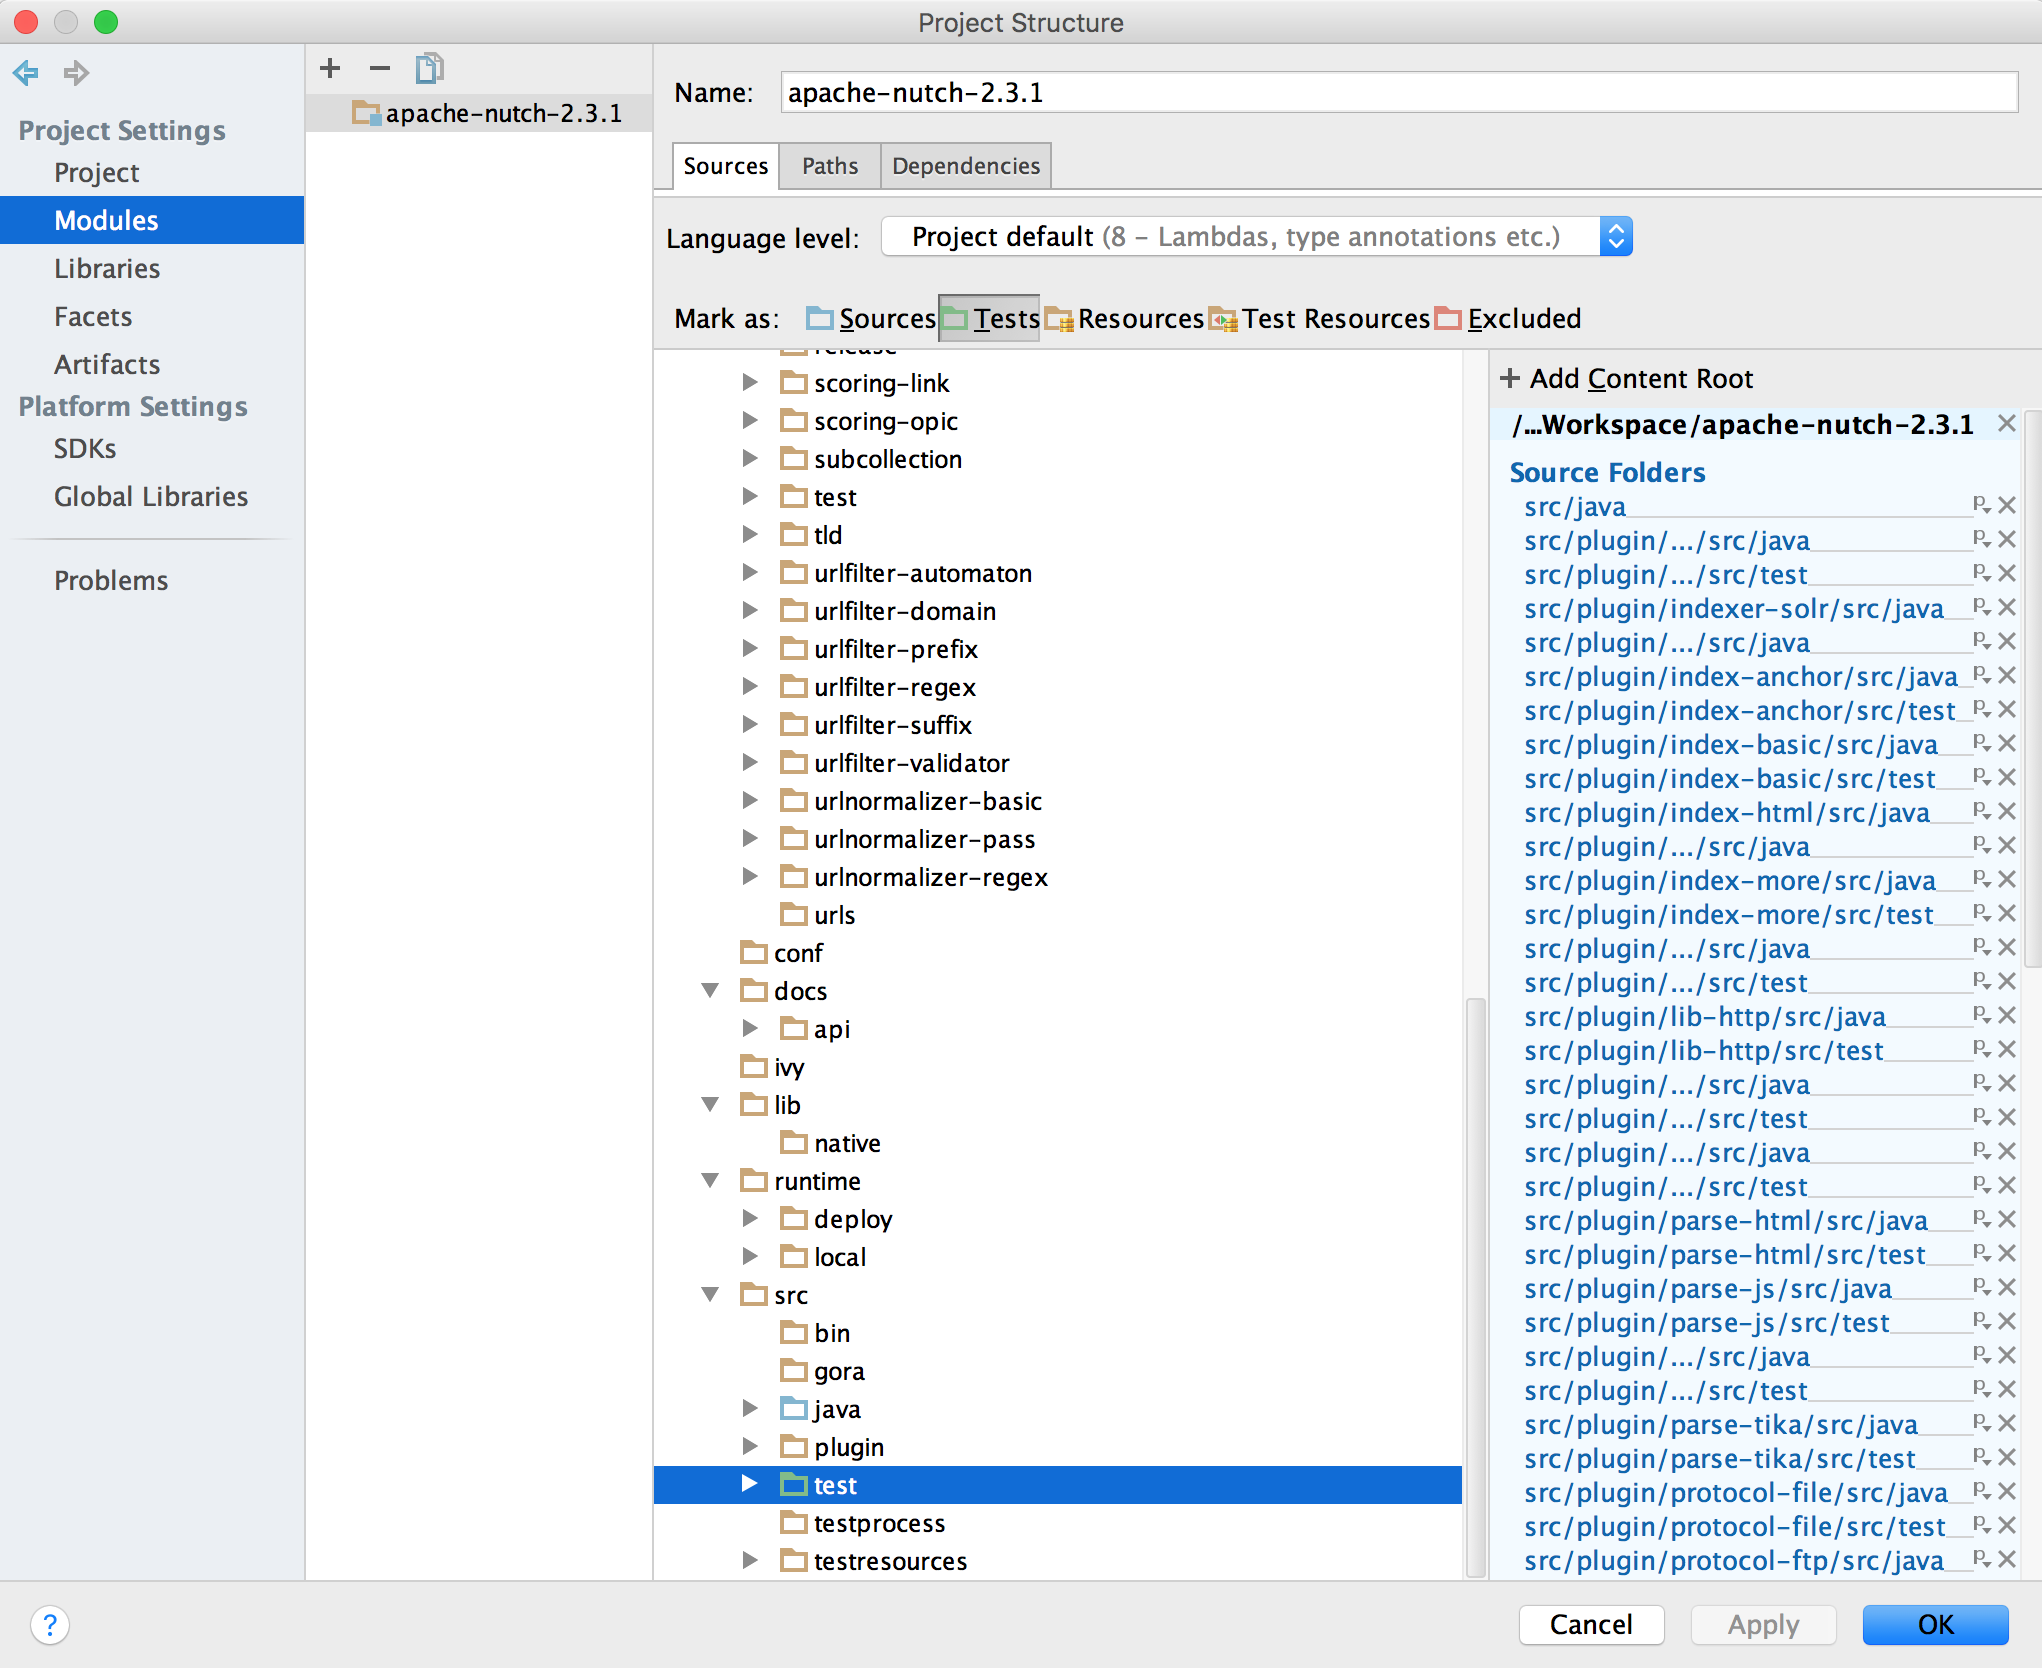 Project Structure
Project Settings
Project
Modules
Libraries
Facets
Artifacts
Platform Settings
SDKs
Global Libraries
Problems
apache-nutch-2.3.1
Name: apache-nutch-2.3.1
Sources Paths Dependencies
Language level: Project default (8 - Lambdas, type annotations etc.)
Mark as: Sources Tests Resources Test Resources Excluded
release
scoring-link
scoring-opic
subcollection
test
tld
urlfilter-automaton
urlfilter-domain
urlfilter-prefix
urlfilter-regex
urlfilter-suffix
urlfilter-validator
urlnormalizer-basic
urlnormalizer-pass
urlnormalizer-regex
urls
conf
docs
api
ivy
lib
native
runtime
deploy
local
src
bin
gora
java
plugin
test
testprocess
testresources
+ Add Content Root
/...Workspace/apache-nutch-2.3.1
Source Folders
src/java
src/plugin/.../src/java
src/plugin/.../src/test
src/plugin/indexer-solr/src/java
src/plugin/.../src/java
src/plugin/index-anchor/src/java
src/plugin/index-anchor/src/test
src/plugin/index-basic/src/java
src/plugin/index-basic/src/test
src/plugin/index-html/src/java
src/plugin/.../src/java
src/plugin/index-more/src/java
src/plugin/index-more/src/test
src/plugin/.../src/java
src/plugin/.../src/test
src/plugin/lib-http/src/java
src/plugin/lib-http/src/test
src/plugin/.../src/java
src/plugin/.../src/test
src/plugin/.../src/java
src/plugin/.../src/test
src/plugin/parse-html/src/java
src/plugin/parse-html/src/test
src/plugin/parse-js/src/java
src/plugin/parse-js/src/test
src/plugin/.../src/java
src/plugin/.../src/test
src/plugin/parse-tika/src/java
src/plugin/parse-tika/src/test
src/plugin/protocol-file/src/java
src/plugin/protocol-file/src/test
src/plugin/protocol-ftp/src/java
? Cancel Apply OK